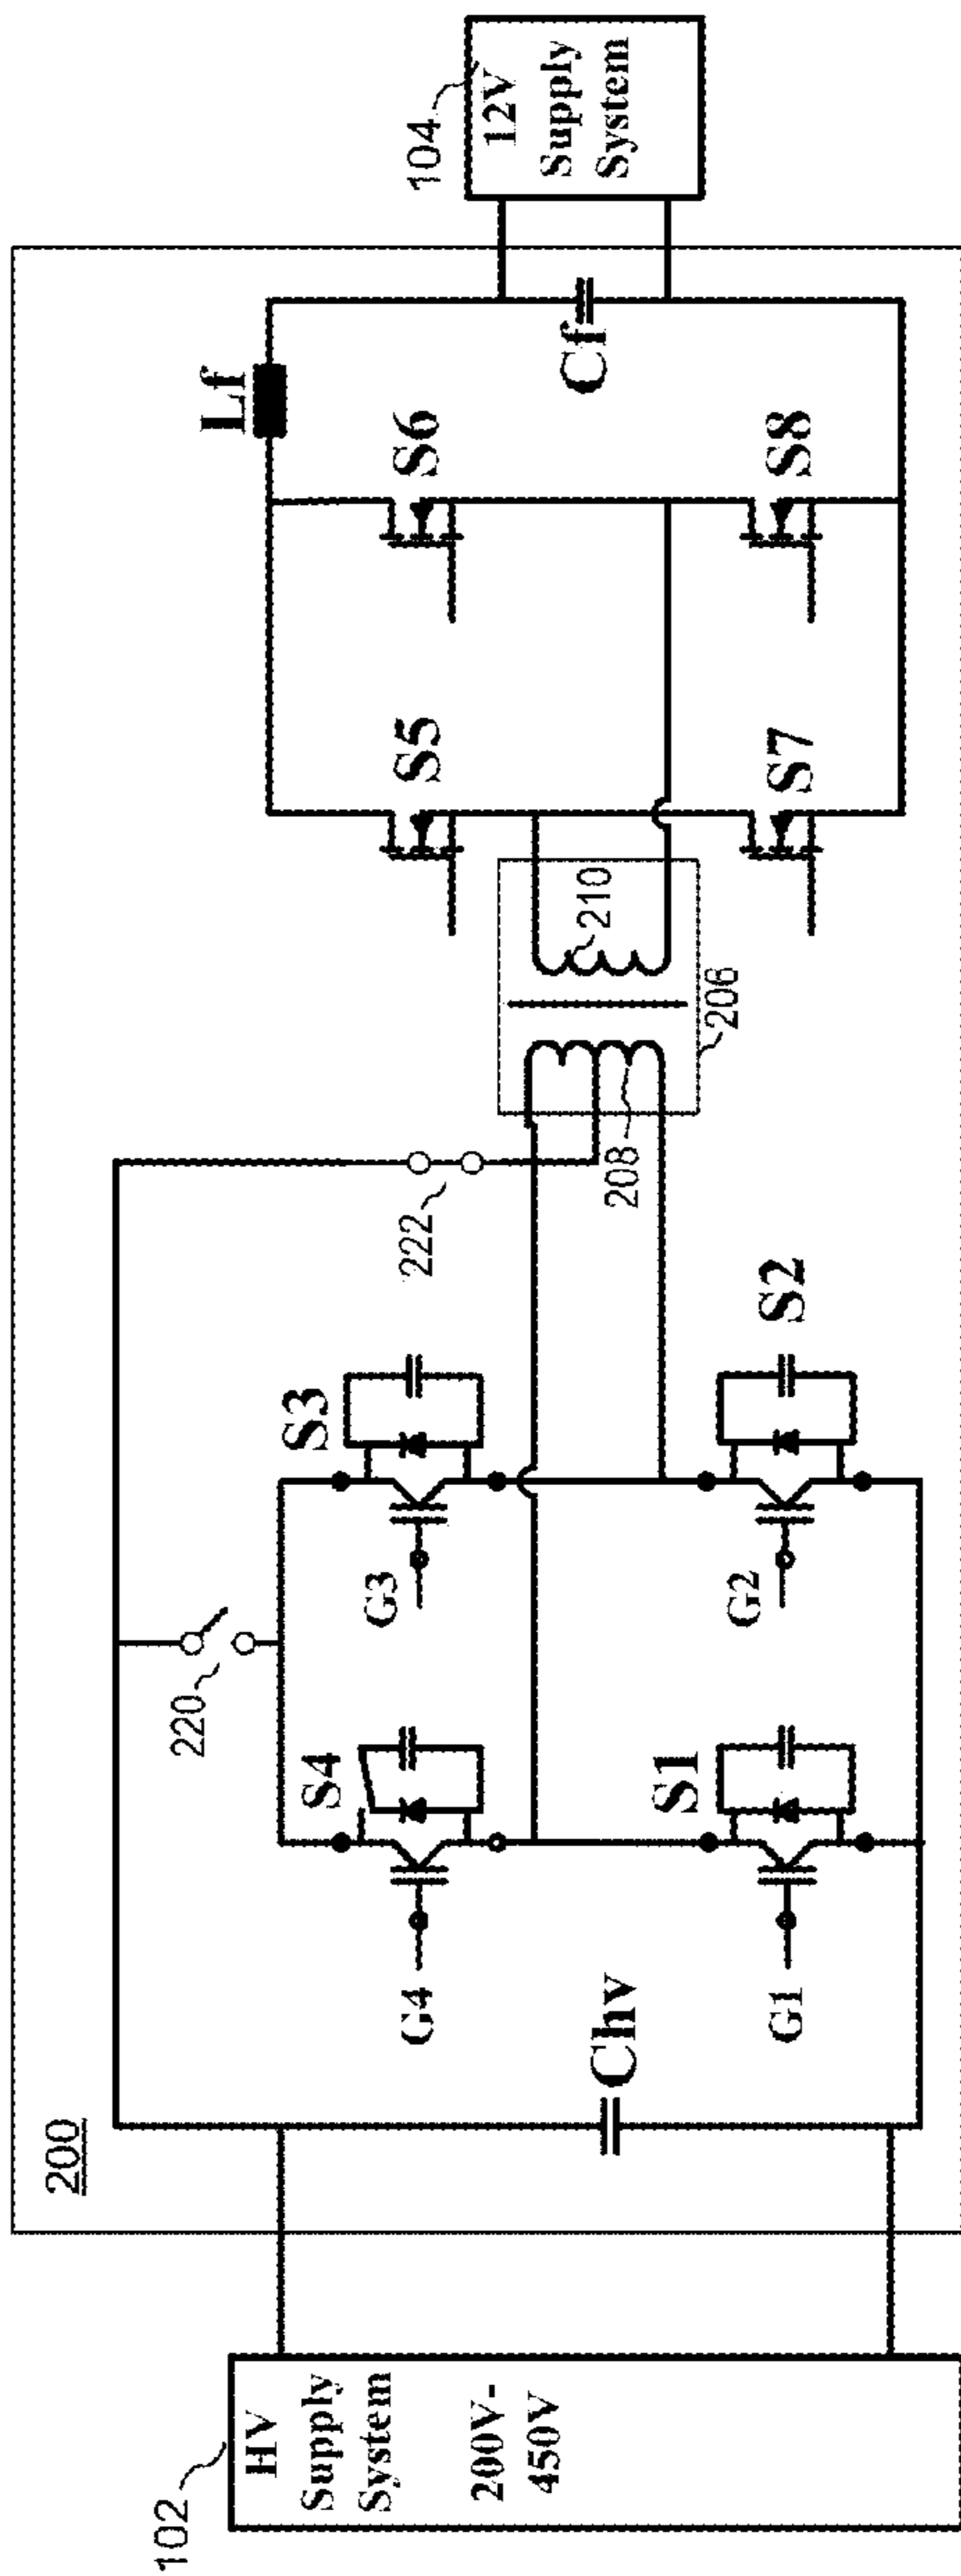 200
102
HV
Supply
System
200V-
450V
Chv
G4
S4
G1
S1
220
G3
S3
G2
S2
222
208
206
210
S5
S7
S6
S8
Lf
Cf
104
12V
Supply
System